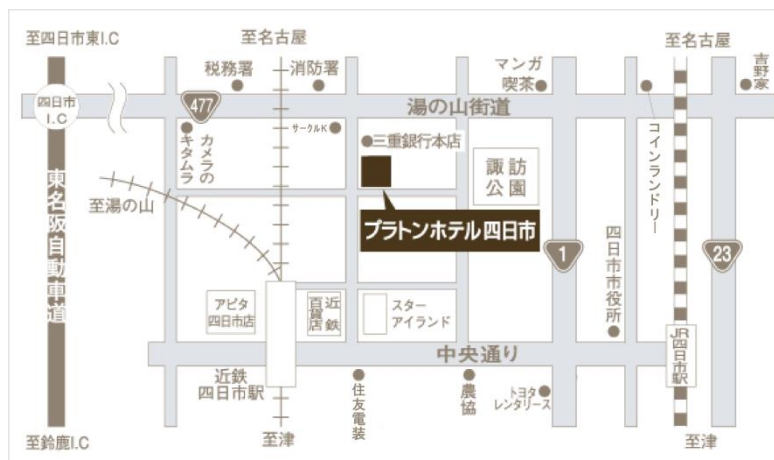 至四日市東I.C
至名古屋
至名古屋
税務署
消防署
マンガ
喫茶
吉野家
四日市
I.C
477
湯の山街道
カメラの
キタムラ
サークルK
三重銀行本店
コインランドリー
諏訪
公園
東名阪自動車道
至湯の山
プラトンホテル四日市
1
23
四日市市役所
アピタ
四日市店
近鉄
百貨店
スター
アイランド
JR四日市駅
中央通り
近鉄
四日市駅
住友電装
農協
トヨタ
レンタリース
至鈴鹿I.C
至津
至津